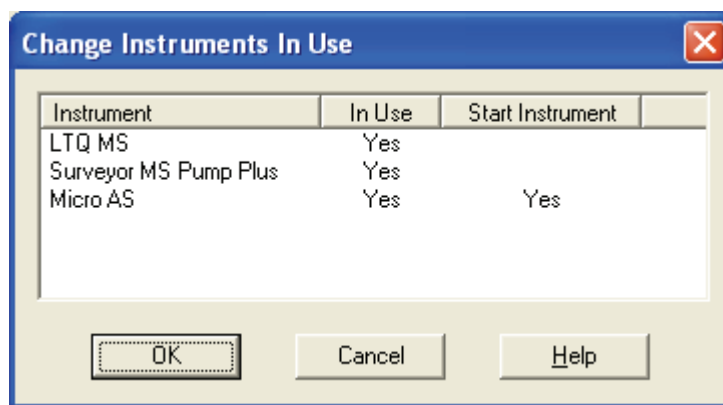 Change Instruments In Use
Instrument In Use Start Instrument
LTQ MS Yes
Surveyor MS Pump Plus Yes
Micro AS Yes Yes
OK Cancel Help